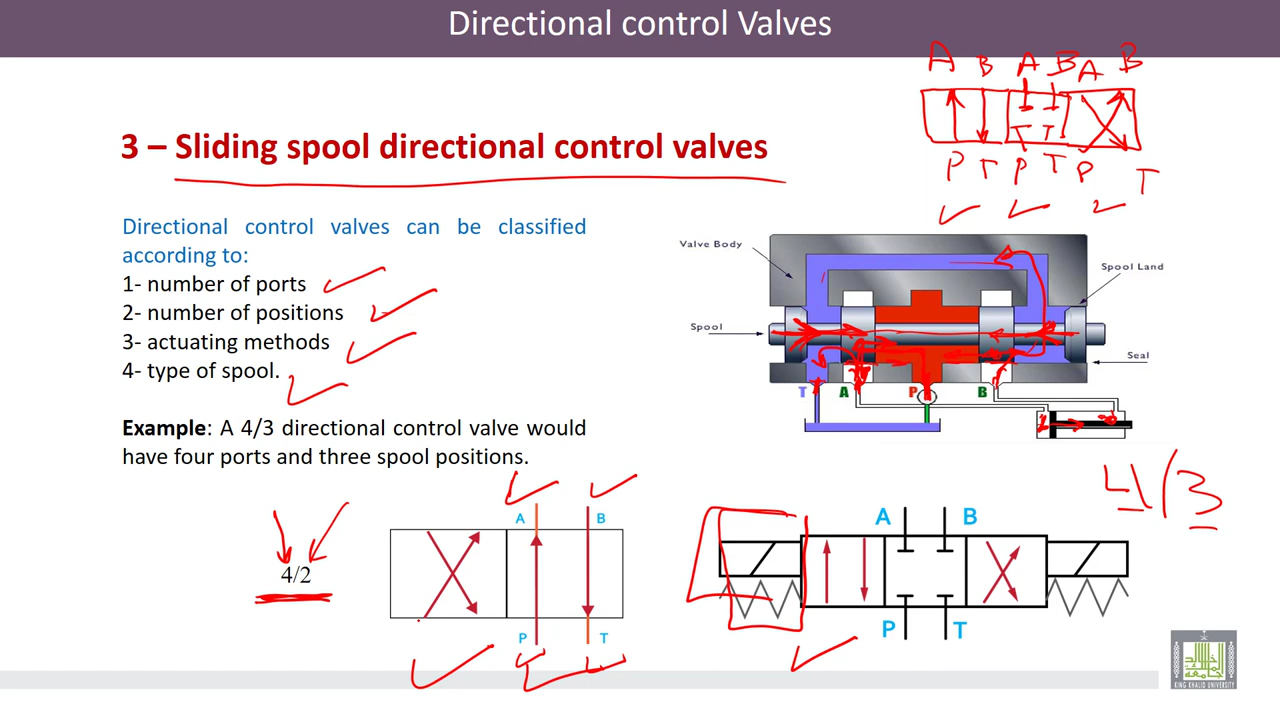 Directional control Valves
A B A B A B
P T P T P T
3 – Sliding spool directional control valves
Directional control valves can be classified
according to:
1- number of ports
2- number of positions
3- actuating methods
4- type of spool.
Example: A 4/3 directional control valve would
have four ports and three spool positions.
Valve Body
Spool Land
Spool
Seal
T A P B
4/3
4/2
A B
P T
A B
P T
KING KHALID UNIVERSITY